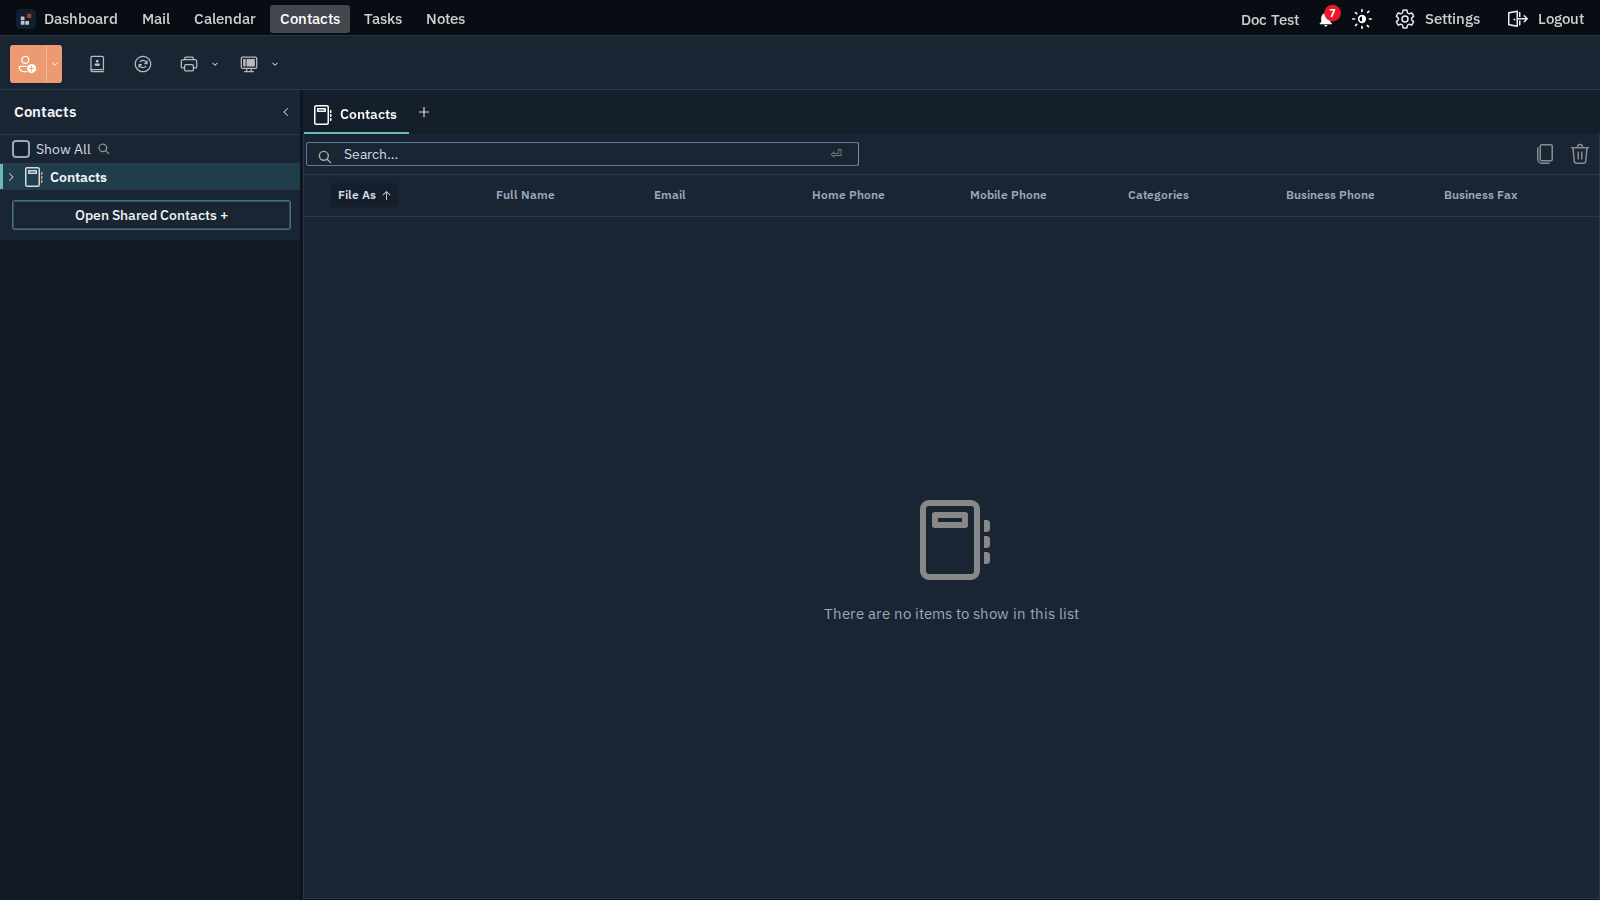 Dashboard Mail Calendar Contacts Tasks Notes Doc Test 7 Settings Logout
Contacts
Contacts
Show All
Search...
Contacts
File As Full Name Email Home Phone Mobile Phone Categories Business Phone Business Fax
Open Shared Contacts +
There are no items to show in this list